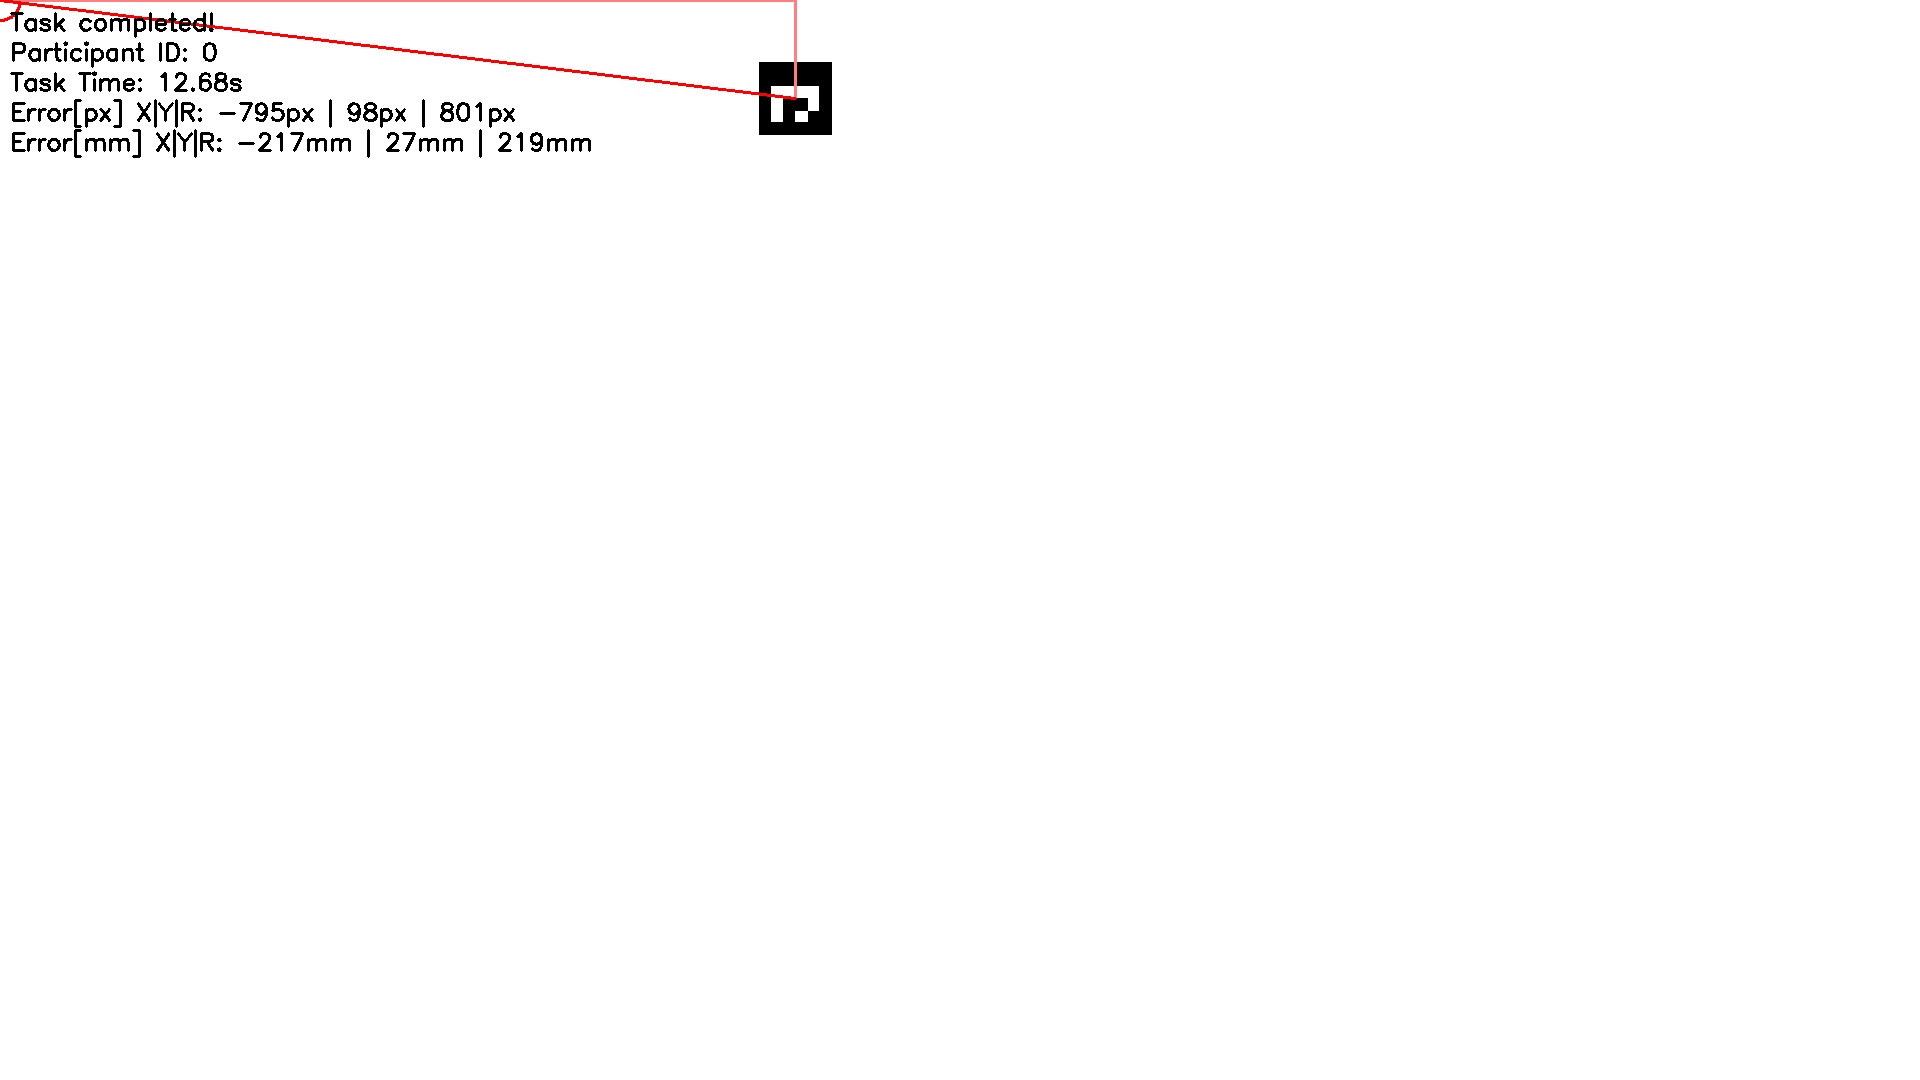 Task completed!
Participant ID: 0
Task Time: 12.68s
Error[px] X|Y|R: -795px | 98px | 801px
Error[mm] X|Y|R: -217mm | 27mm | 219mm